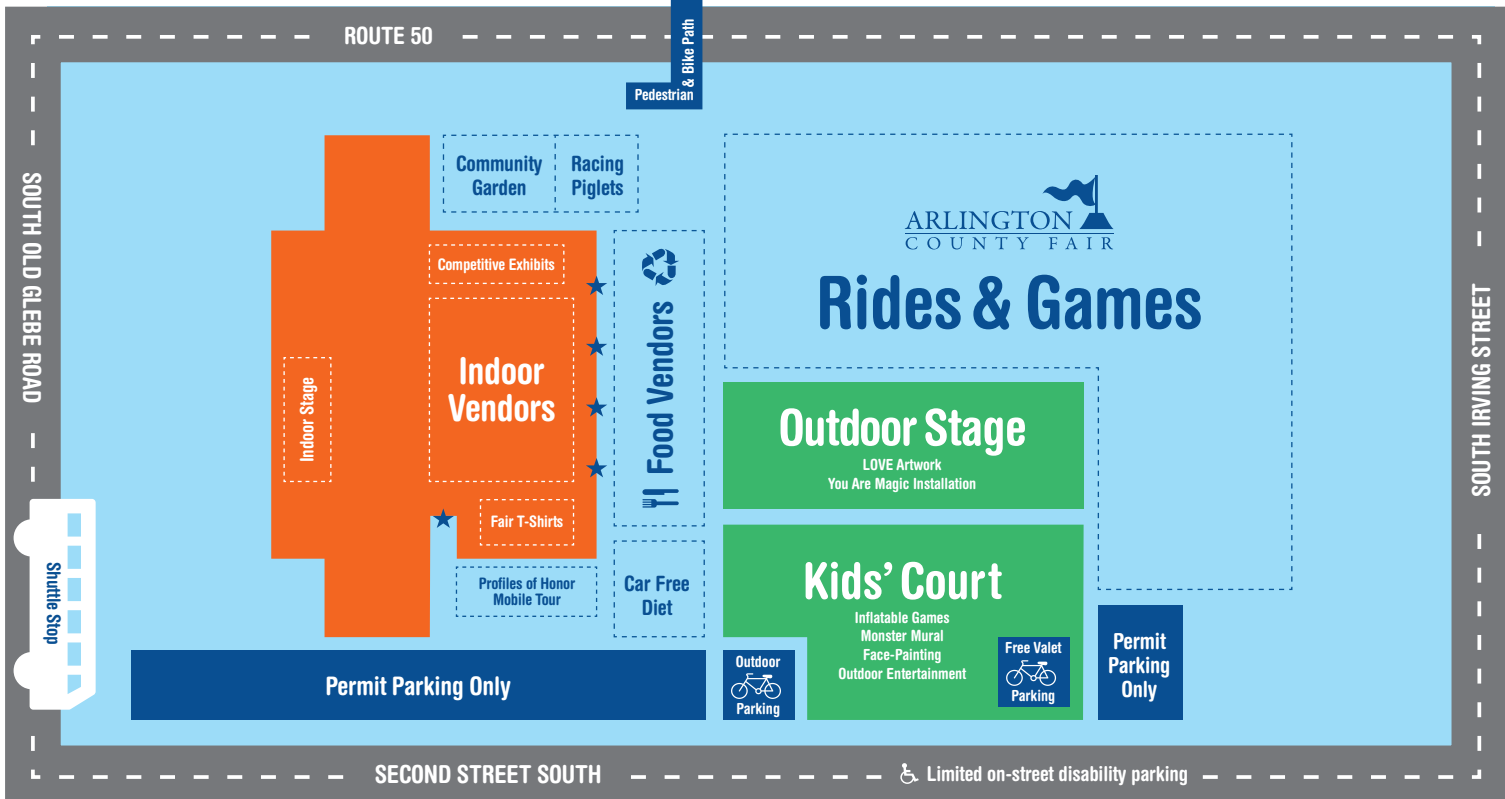 ROUTE 50
Pedestrian & Bike Path
SOUTH OLD GLEBE ROAD
Community
Garden
Racing
Piglets
ARLINGTON
COUNTY FAIR
Rides & Games
SOUTH IRVING STREET
Competitive Exhibits
Indoor
Vendors
Indoor Stage
Food Vendors
Outdoor Stage
LOVE Artwork
You Are Magic Installation
Fair T-Shirts
Shuttle Stop
Profiles of Honor
Mobile Tour
Car Free
Diet
Kids' Court
Inflatable Games
Monster Mural
Face-Painting
Outdoor Entertainment
Free Valet
Parking
Permit
Parking
Only
Permit Parking Only
Outdoor
Parking
SECOND STREET SOUTH
Limited on-street disability parking